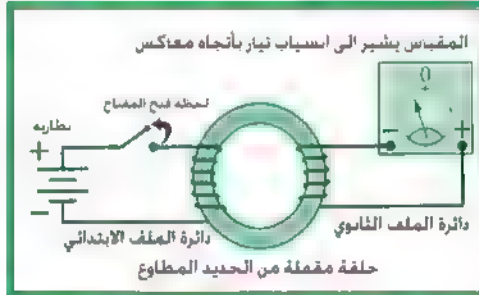 المقياس يشير الى انسياب تيار بأتجاه معاكس
0
لحظة فتح المفتاح
بطارية
+
- +
-
دائرة الملف الثانوي
دائرة الملف الابتدائي
حلقة مقفلة من الحديد المطاوع